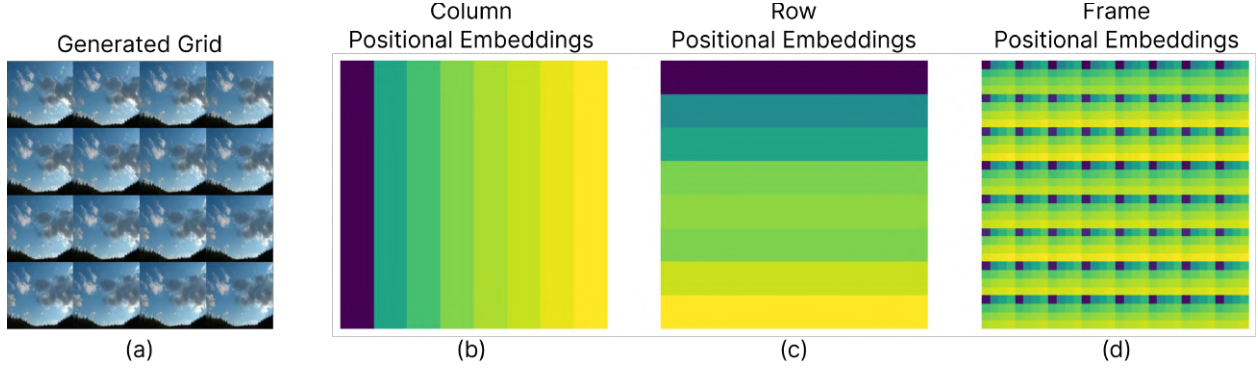 Generated Grid
Column
Positional Embeddings
Row
Positional Embeddings
Frame
Positional Embeddings
(a)
(b)
(c)
(d)